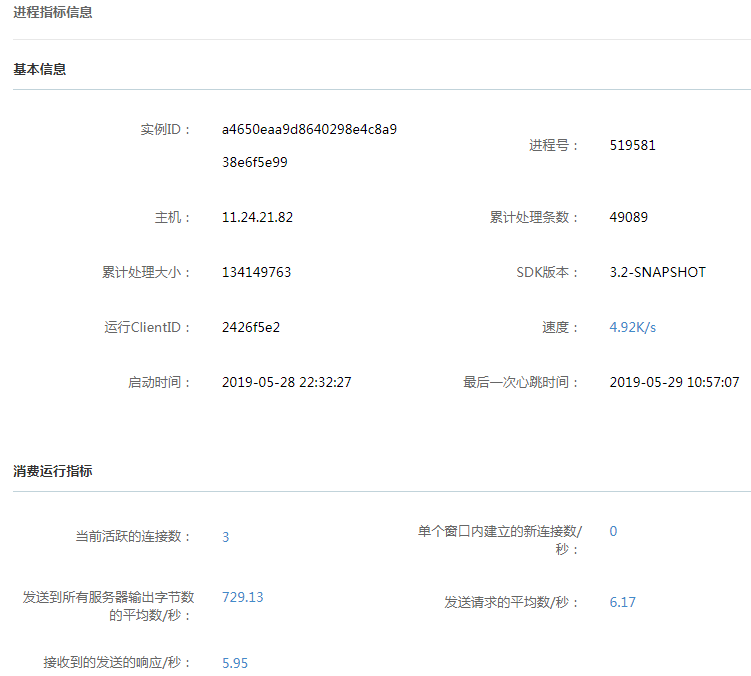 进程指标信息
基本信息
实例ID：
a4650eaa9d8640298e4c8a9
38e6f5e99
进程号：
519581
主机：
11.24.21.82
累计处理条数：
49089
累计处理大小：
134149763
SDK版本：
3.2-SNAPSHOT
运行ClientID：
2426f5e2
速度：
4.92K/s
启动时间：
2019-05-28 22:32:27
最后一次心跳时间：
2019-05-29 10:57:07
消费运行指标
当前活跃的连接数：
3
单个窗口内建立的新连接数/
秒：
0
发送到所有服务器输出字节数
的平均数/秒：
729.13
发送请求的平均数/秒：
6.17
接收到的发送的响应/秒：
5.95